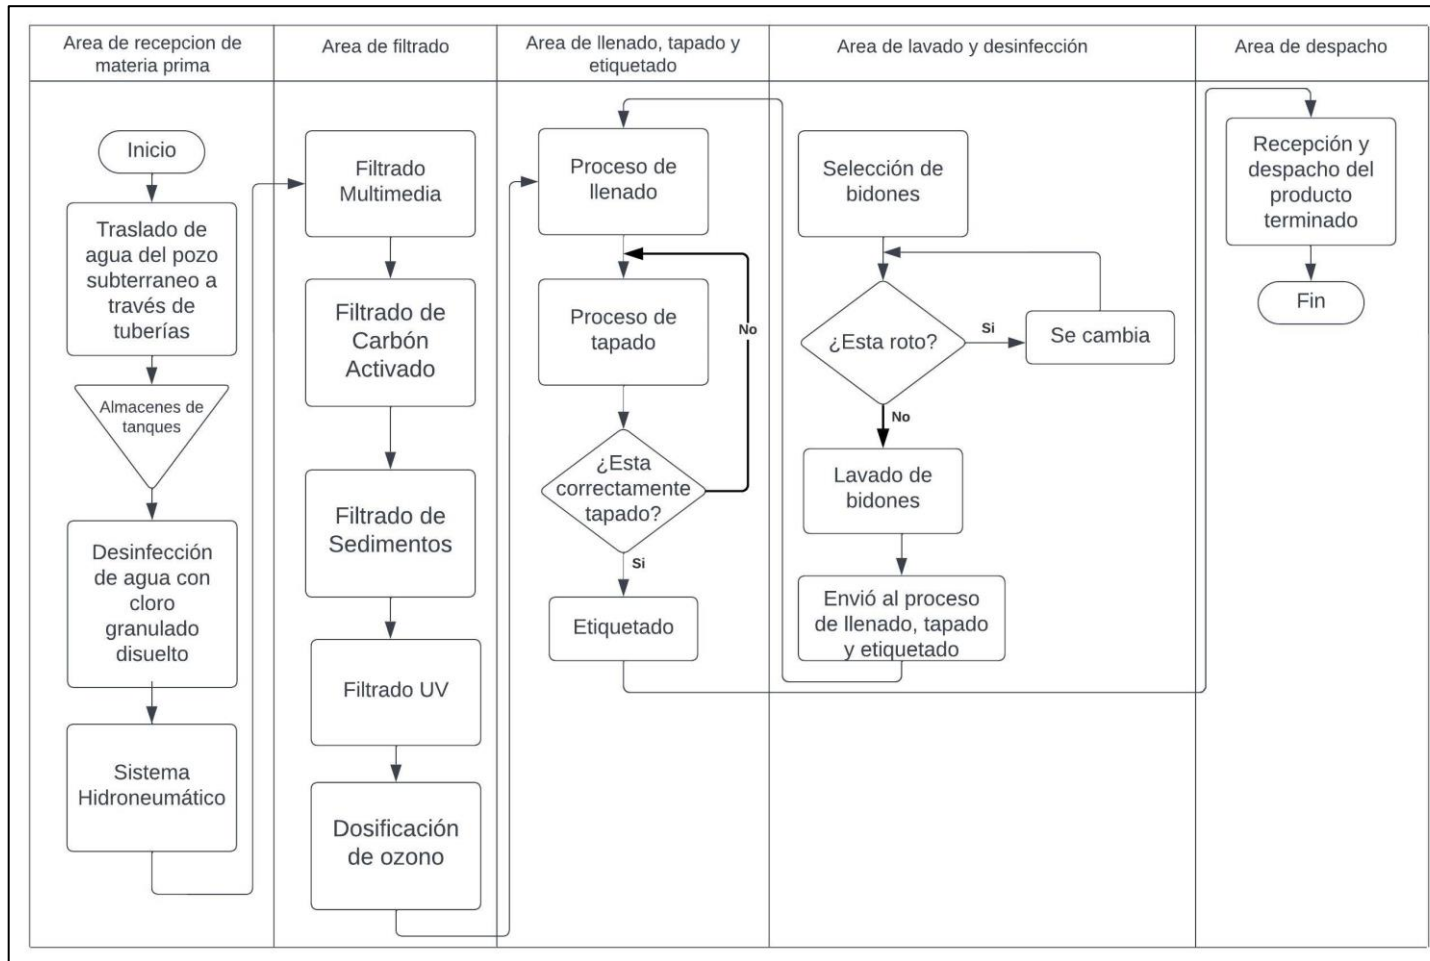 Area de recepcion de
materia prima
Area de filtrado
Area de llenado, tapado y
etiquetado
Area de lavado y desinfección
Area de despacho
Inicio
Traslado de
agua del pozo
subterraneo a
través de
tuberías
Almacenes de
tanques
Desinfección
de agua con
cloro
granulado
disuelto
Sistema
Hidroneumático
Filtrado
Multimedia
Filtrado de
Carbón
Activado
Filtrado de
Sedimentos
Filtrado UV
Dosificación
de ozono
Proceso de
llenado
Proceso de
tapado
No
¿Esta
correctamente
tapado?
Si
Etiquetado
Selección de
bidones
¿Esta roto?
Si
Se cambia
No
Lavado de
bidones
Envió al proceso
de llenado, tapado
y etiquetado
Recepción y
despacho del
producto
terminado
Fin